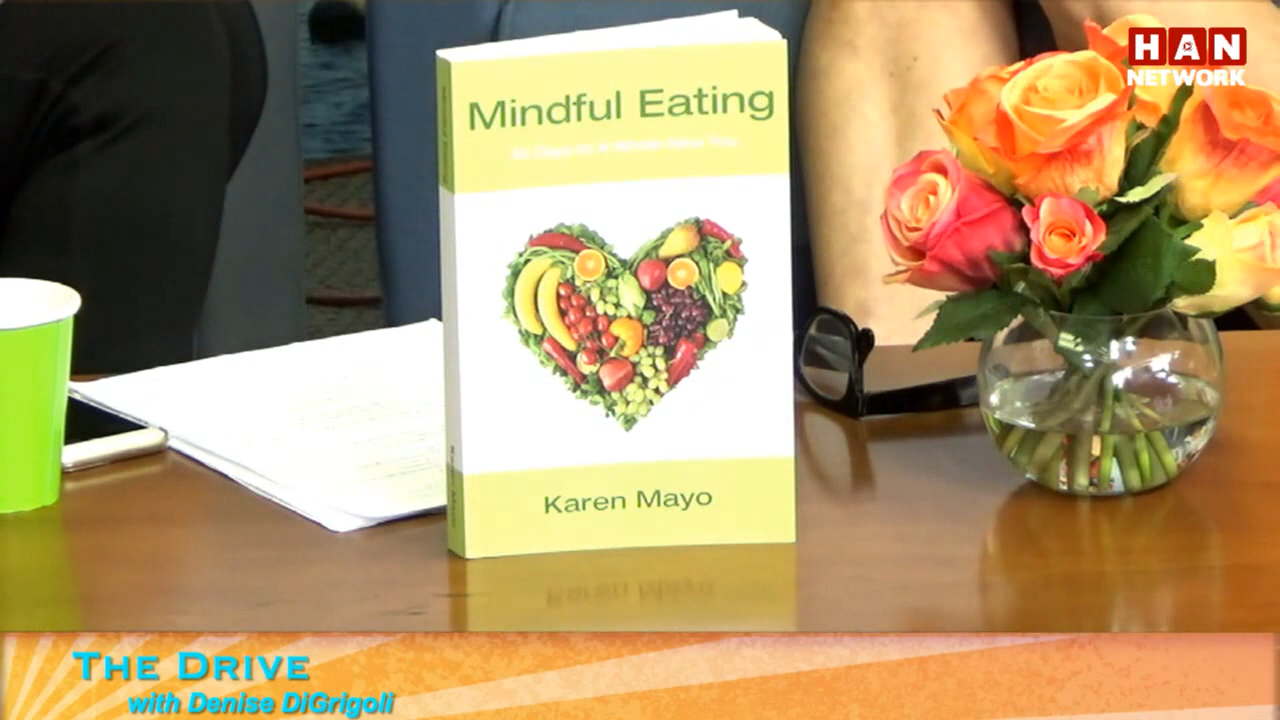 HAN
NETWORK
Mindful Eating
Karen Mayo
THE DRIVE
with Denise DiGrigoli